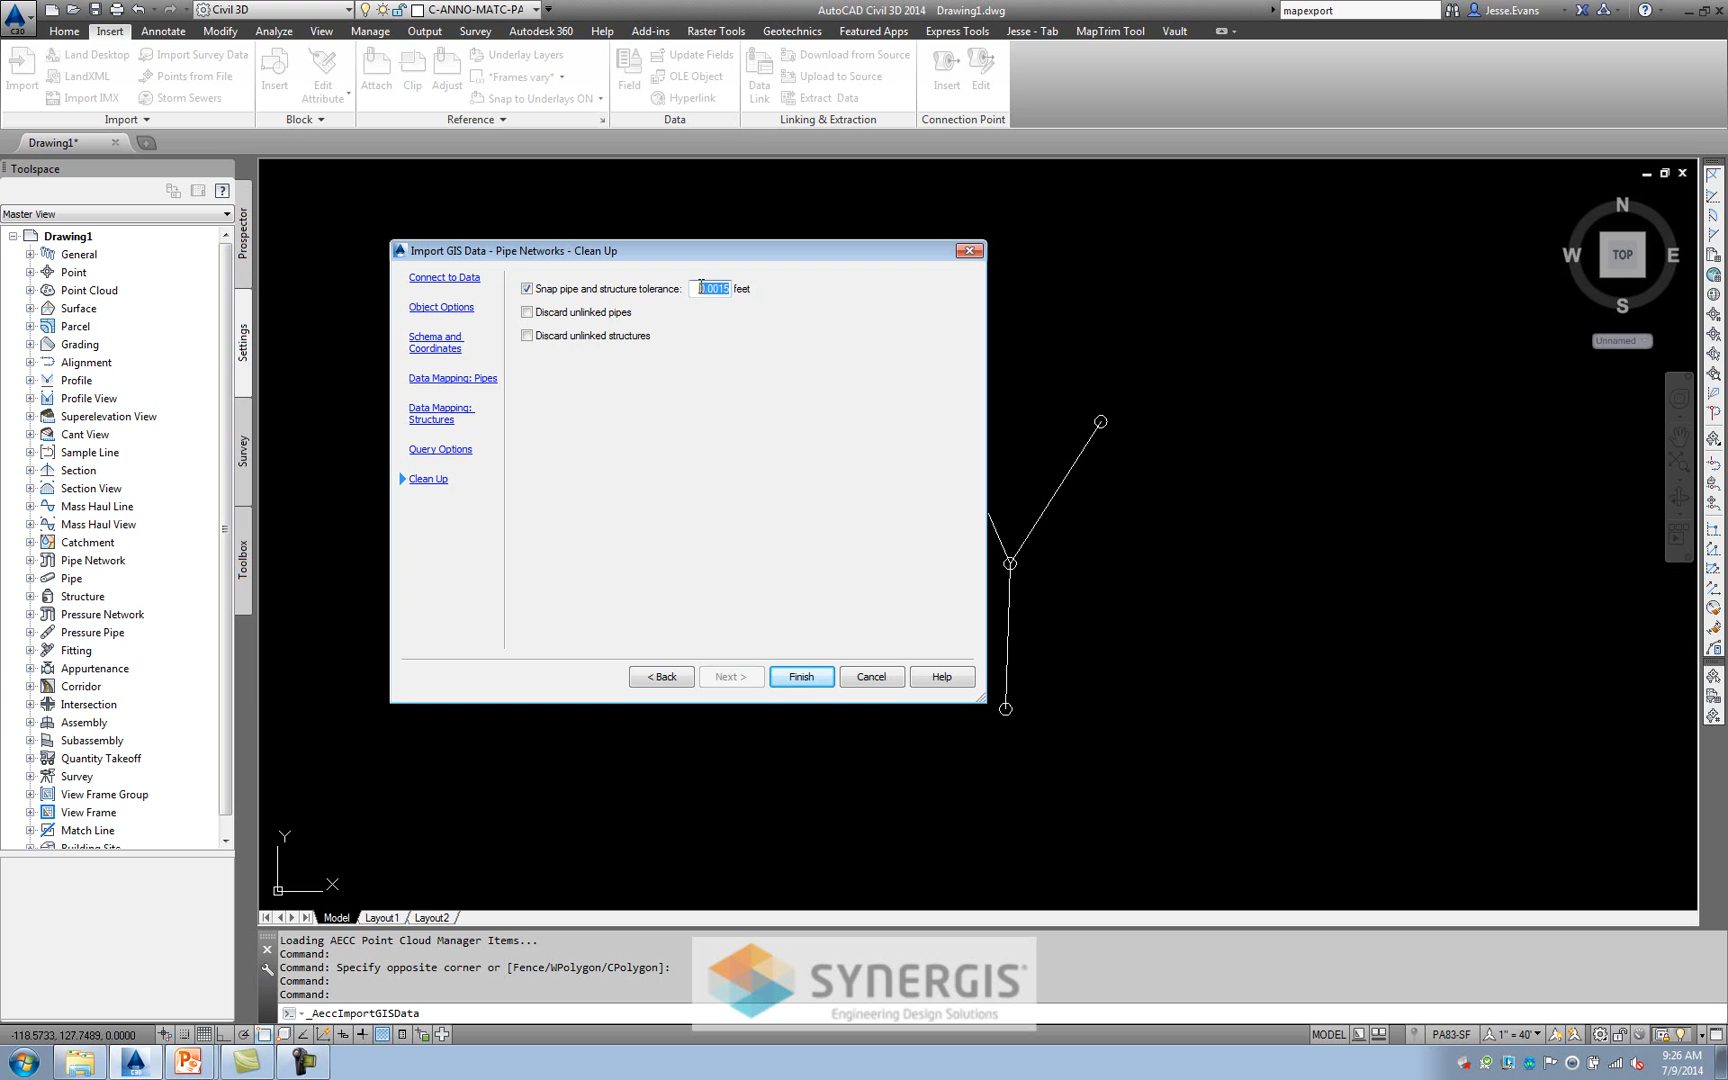 Civil 3D
C-ANNO-MATC-PA
AutoCAD Civil 3D 2014 Drawing1.dwg
mapexport
Jesse.Evans
Home Insert Annotate Modify Analyze View Manage Output Survey Autodesk 360 Help Add-ins Raster Tools Geotechnics Featured Apps Express Tools Jesse - Tab MapTrim Tool Vault
Land Desktop
LandXML
Import IMX
Import
Import Survey Data
Points from File
Storm Sewers
Insert
Edit
Attribute
Attach
Clip
Adjust
Underlay Layers
*Frames vary*
Snap to Underlays ON
Field
Update Fields
OLE Object
Hyperlink
Data
Link
Download from Source
Upload to Source
Extract Data
Insert
Edit
Import
Block
Reference
Data
Linking & Extraction
Connection Point
Drawing1*
Toolspace
Master View
Drawing1
General
Point
Point Cloud
Surface
Parcel
Grading
Alignment
Profile
Profile View
Superelevation View
Cant View
Sample Line
Section
Section View
Mass Haul Line
Mass Haul View
Catchment
Pipe Network
Pipe
Structure
Pressure Network
Pressure Pipe
Fitting
Appurtenance
Corridor
Intersection
Assembly
Subassembly
Quantity Takeoff
Survey
View Frame Group
View Frame
Match Line
Building Site
Prospector
Settings
Survey
Toolbox
Import GIS Data - Pipe Networks - Clean Up
Connect to Data
Object Options
Schema and
Coordinates
Data Mapping: Pipes
Data Mapping:
Structures
Query Options
Clean Up
Snap pipe and structure tolerance: 0.0015 feet
Discard unlinked pipes
Discard unlinked structures
< Back
Next >
Finish
Cancel
Help
N
W
TOP
E
S
Unnamed
Y
X
Model Layout1 Layout2
Loading AECC Point Cloud Manager Items...
Command:
Command: Specify opposite corner or [Fence/WPolygon/CPolygon]:
Command:
Command:
_AeccImportGISData
SYNERGIS
Engineering Design Solutions
-118.5733, 127.7489, 0.0000
MODEL
PA83-SF
1" = 40'
9:26 AM
7/9/2014